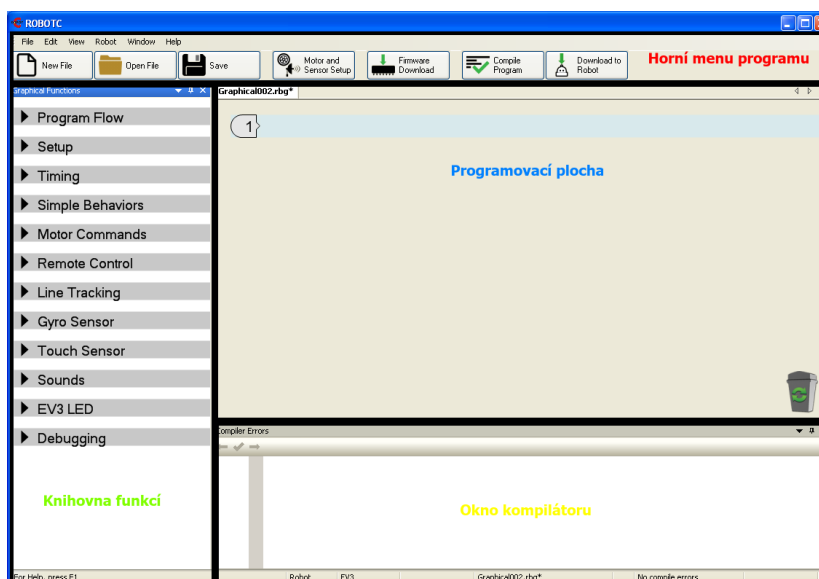 ROBOTC
File Edit View Robot Window Help
New File
Open File
Save
Motor and
Sensor Setup
Firmware
Download
Compile
Program
Download to
Robot
Horní menu programu
Graphical Functions
Graphical002.rbg*
Program Flow
Setup
Timing
Simple Behaviors
Motor Commands
Remote Control
Line Tracking
Gyro Sensor
Touch Sensor
Sounds
EV3 LED
Debugging
Knihovna funkcí
1
Programovací plocha
Compiler Errors
Okno kompilátoru
For Help, press F1
Robot EV3 Graphical002.rbg* No compile errors